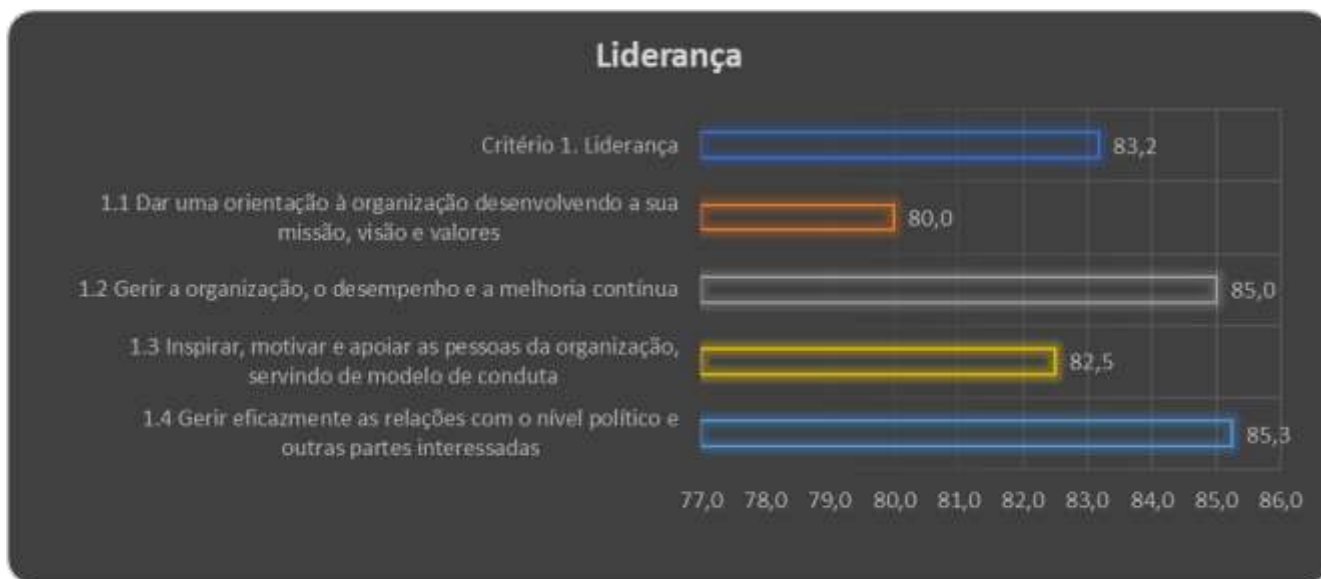 Liderança
Critério 1. Liderança
83,2
1.1 Dar uma orientação à organização desenvolvendo a sua
missão, visão e valores
80,0
1.2 Gerir a organização, o desempenho e a melhoria contínua
85,0
1.3 Inspirar, motivar e apoiar as pessoas da organização,
servindo de modelo de conduta
82,5
1.4 Gerir eficazmente as relações com o nível político e
outras partes interessadas
85,3
77,0 78,0 79,0 80,0 81,0 82,0 83,0 84,0 85,0 86,0